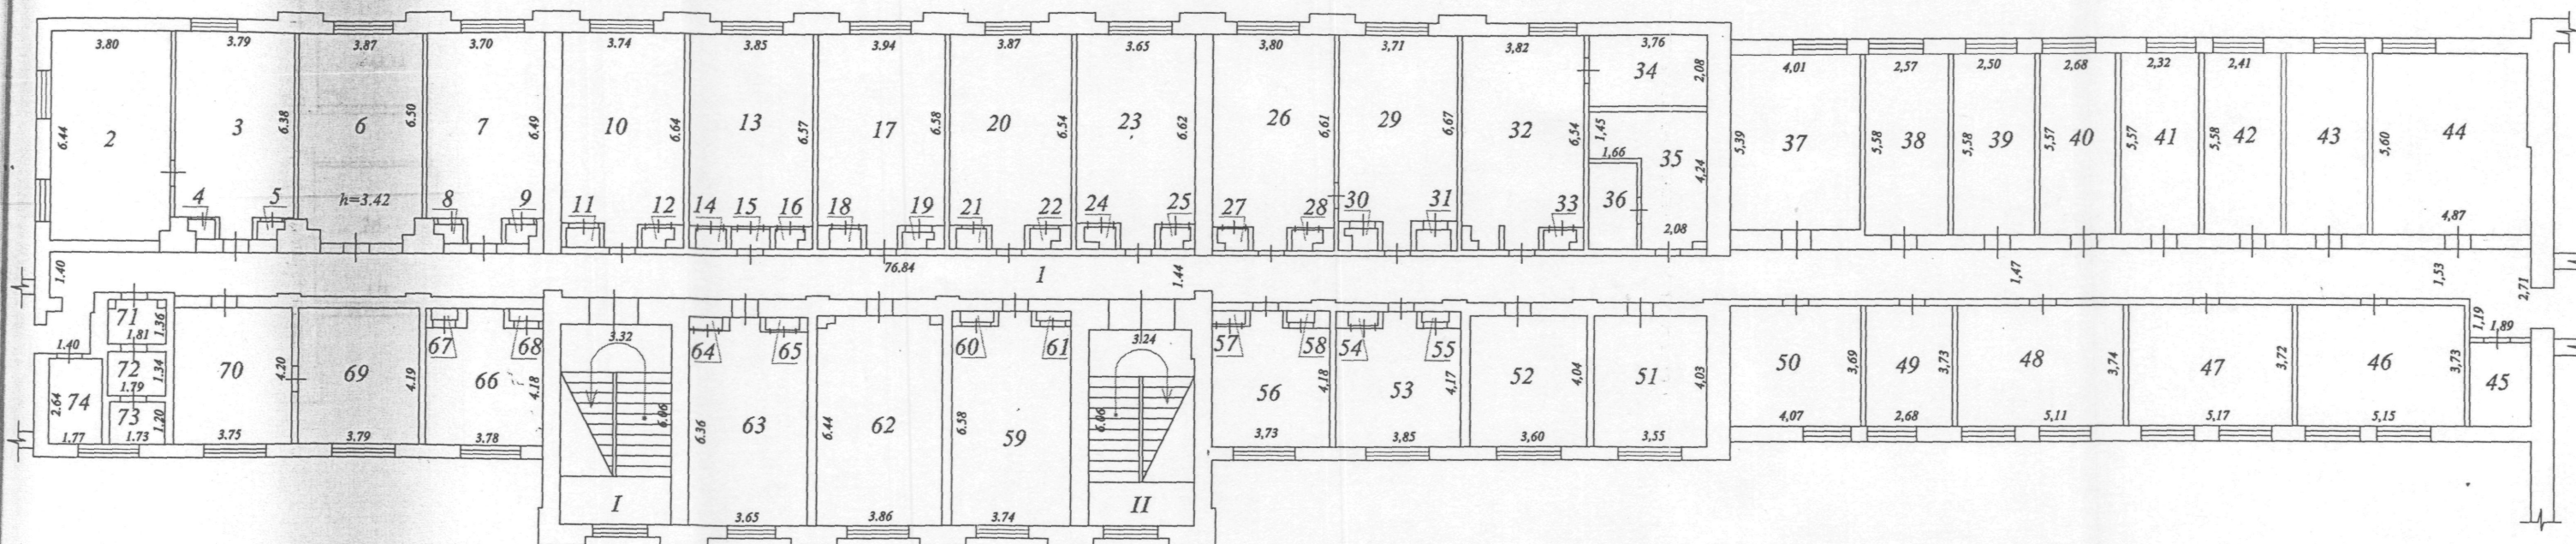 3.80 3.79 3.87 3.70 3.74 3.85 3.94 3.87 3.65 3,80 3,71 3,82 3,76
4,01 2,57 2,50 2,68 2,32 2,41
34 2,08
6.44 2 3 6.38 6 6.50 7 6.49 10 6.64 13 6.57 17 6.58 20 6.54 23 6.62 26 6,61 29 6,67 32 6,54 1,45 35
5,39 37 5,58 38 5,58 39 5,57 40 5,57 41 5,58 42 43 5,60 44
1,66 4,24
4 5 h=3.42 8 9 11 12 14 15 16 18 19 21 22 24 25 27 28 30 31 33 36
2,08 4,87
1.40 76.84 1 1.44 1,47 1,53 2,71
71 1.36
1.81
1.40 72 1.34
1.79
2.64 74 73 1.20
1.77 1.73
70 4.20 69 4.19 67 68 66 4.18
3.75 3.79 3.78
3.32 6.06 I
64 65 6.36 63 6.44 62 60 61 6.58 59
3.65 3.86 3.74
3.24 6.06 II
57 58 56 4,18 54 55 53 4,17 52 4,04 51 4,03
3,73 3,85 3,60 3,55
50 3,69 49 3,73 48 3,74 47 3,72 46 3,73 1,19 1,89 45
4,07 2,68 5,11 5,17 5,15